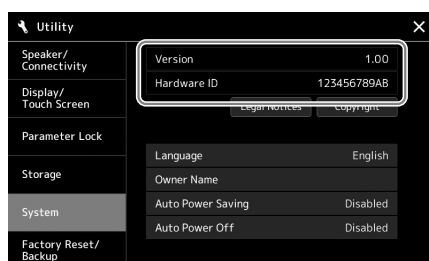 Utility
Speaker/
Connectivity
Display/
Touch Screen
Parameter Lock
Storage
System
Factory Reset/
Backup
Version 1.00
Hardware ID 123456789AB
Legal Notices Copyright
Language English
Owner Name
Auto Power Saving Disabled
Auto Power Off Disabled